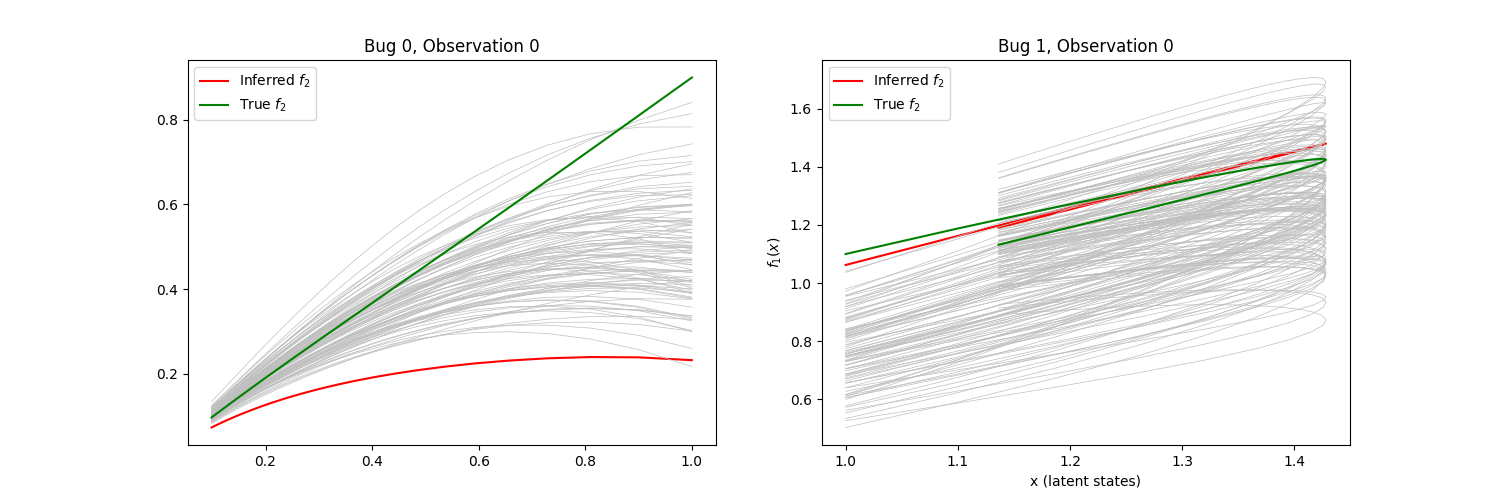 Bug 0, Observation 0
Inferred f₂
True f₂
0.8
0.6
0.4
0.2
0.2 0.4 0.6 0.8 1.0
Bug 1, Observation 0
Inferred f₂
True f₂
f₁(x)
1.6
1.4
1.2
1.0
0.8
0.6
1.0 1.1 1.2 1.3 1.4
x (latent states)